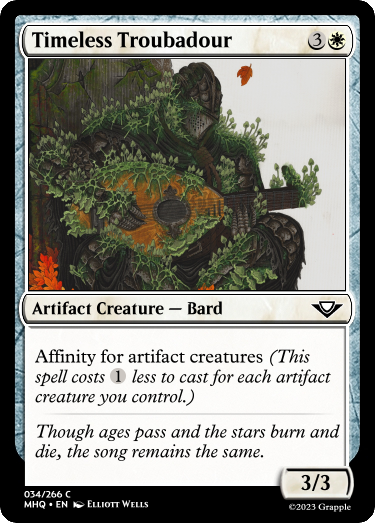 Timeless Troubadour 3
Artifact Creature — Bard
Affinity for artifact creatures (This
spell costs 1 less to cast for each artifact
creature you control.)
Though ages pass and the stars burn and
die, the song remains the same.
3/3
034/266 C
MHQ • EN Elliott Wells
©2023 Grapple